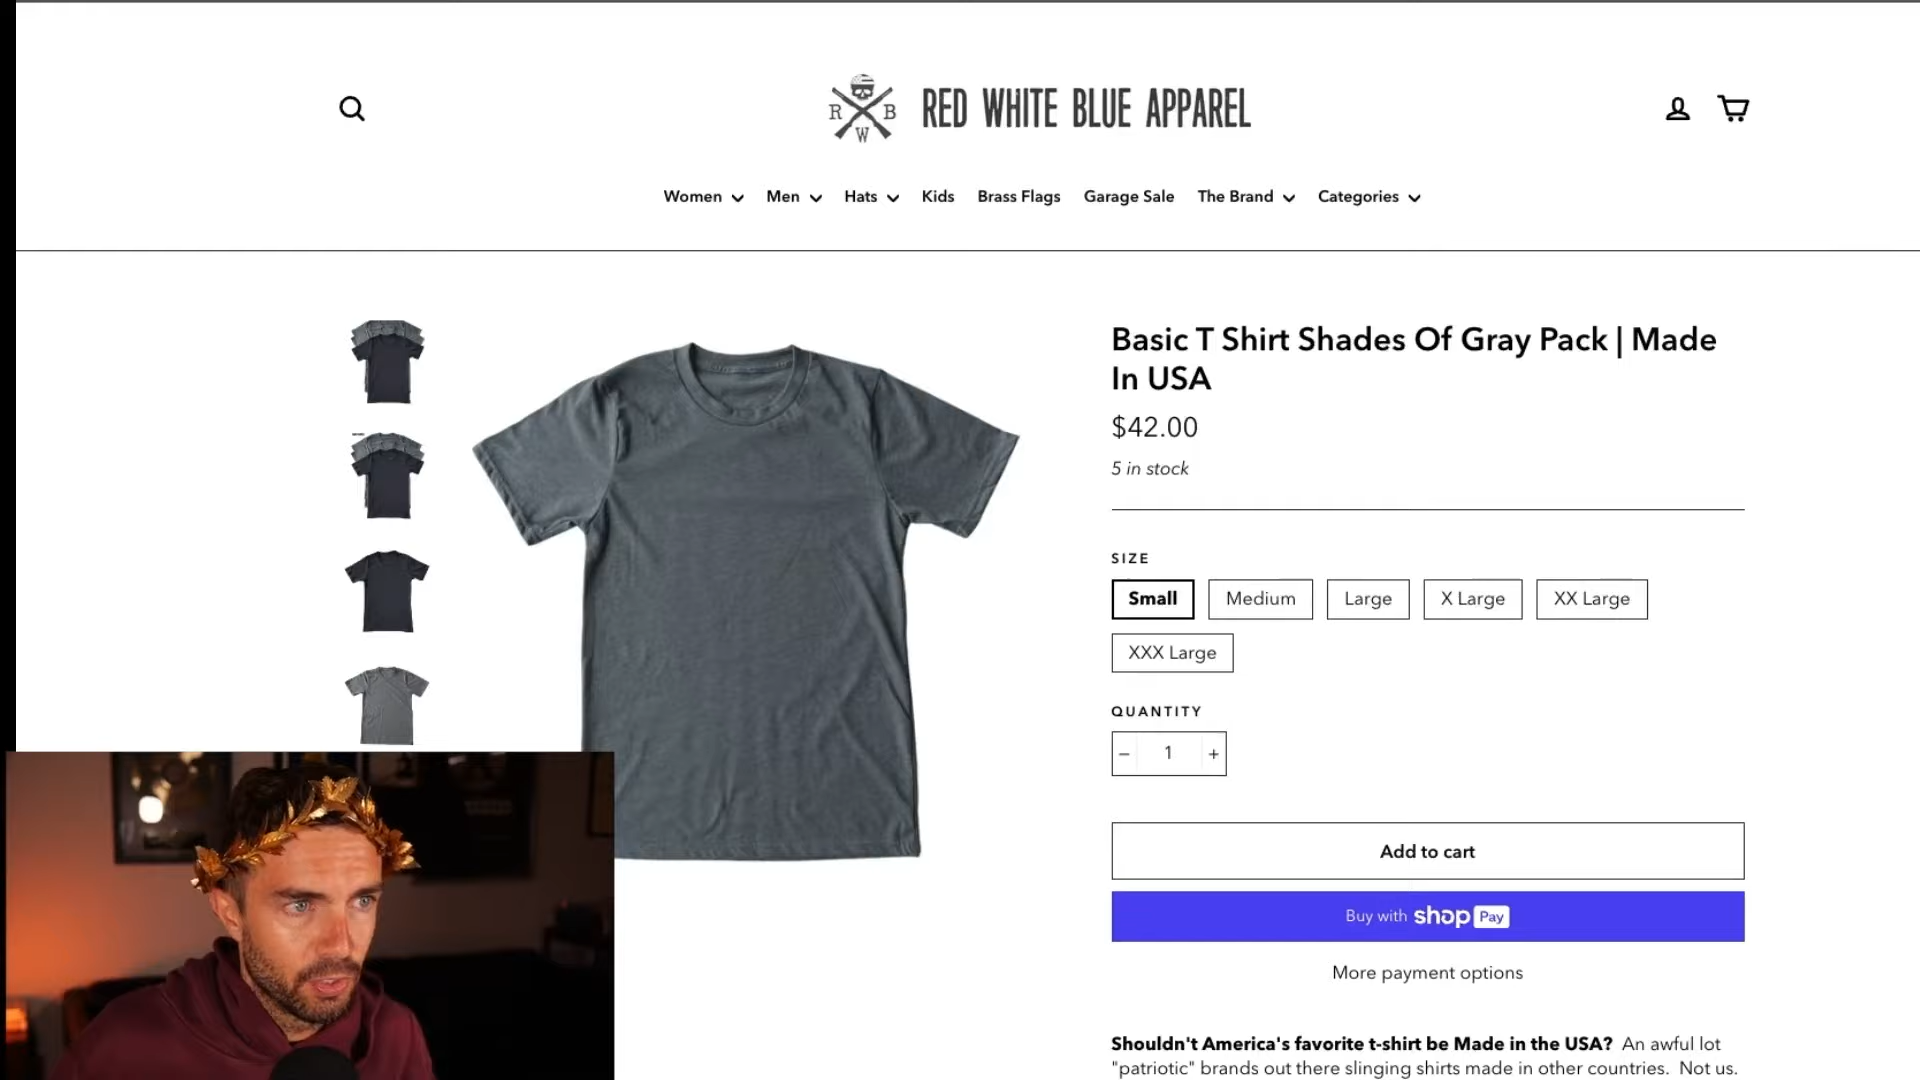 R B
W
RED WHITE BLUE APPAREL
Women Men Hats Kids Brass Flags Garage Sale The Brand Categories
Basic T Shirt Shades Of Gray Pack | Made
In USA
$42.00
5 in stock
SIZE
Small Medium Large X Large XX Large
XXX Large
QUANTITY
− 1 +
Add to cart
Buy with shop Pay
More payment options
Shouldn't America's favorite t-shirt be Made in the USA? An awful lot
"patriotic" brands out there slinging shirts made in other countries. Not us.